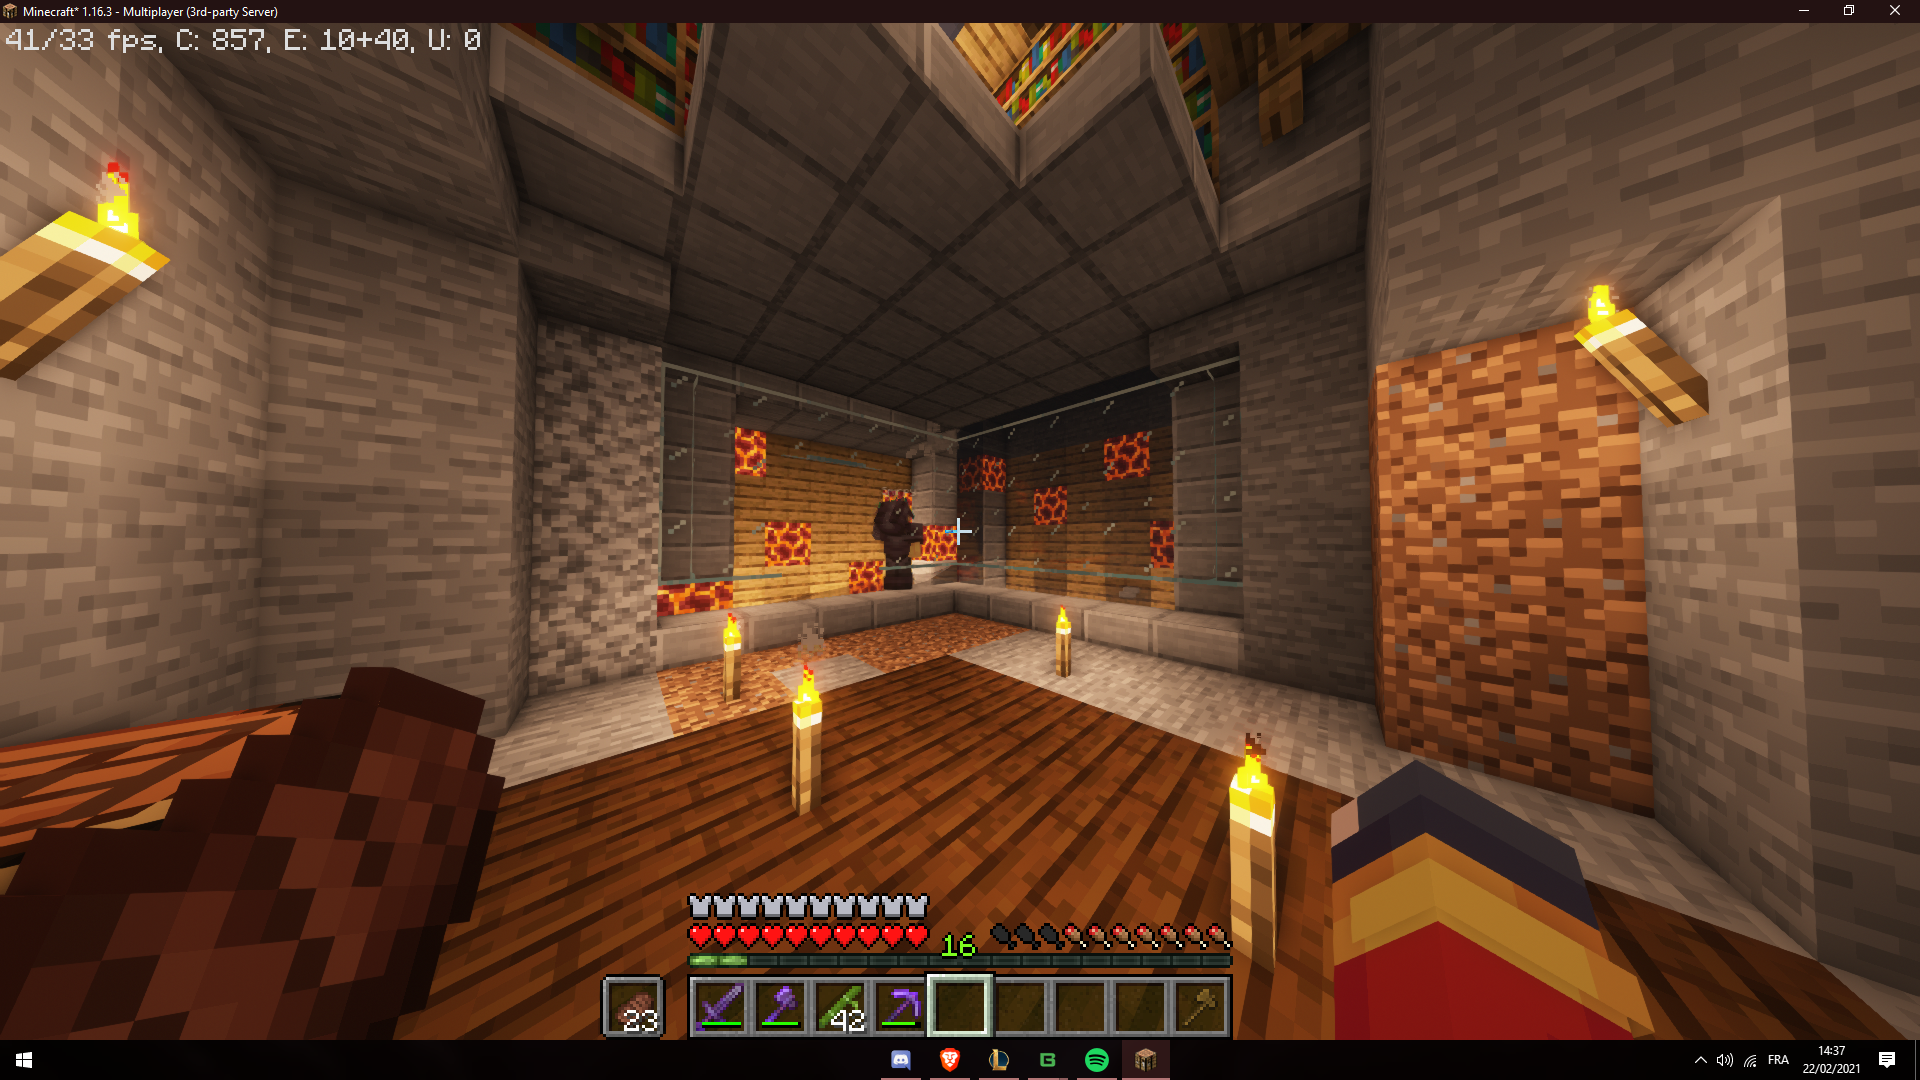 Minecraft* 1.16.3 - Multiplayer (3rd-party Server)
41/33 fps, C: 857, E: 10+40, U: 0
16
23
42
FRA
14:37
22/02/2021